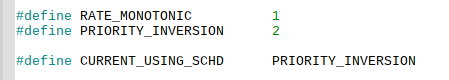 #define RATE_MONOTONIC 1
#define PRIORITY_INVERSION 2
#define CURRENT_USING_SCHD PRIORITY_INVERSION